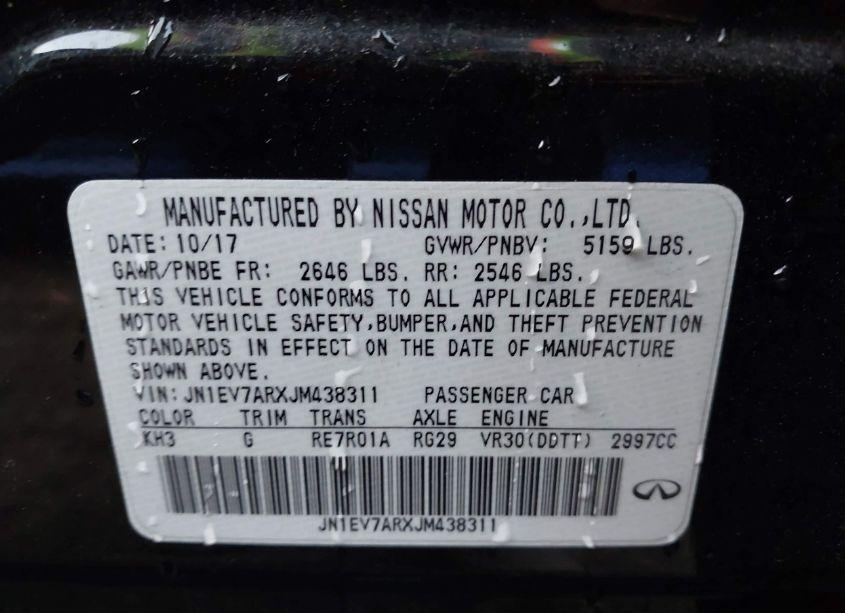 MANUFACTURED BY NISSAN MOTOR CO.,LTD.
DATE: 10/17 GVWR/PNBV: 5159 LBS.
GAWR/PNBE FR: 2646 LBS. RR: 2546 LBS.
THIS VEHICLE CONFORMS TO ALL APPLICABLE FEDERAL
MOTOR VEHICLE SAFETY,BUMPER,AND THEFT PREVENTION
STANDARDS IN EFFECT ON THE DATE OF MANUFACTURE
SHOWN ABOVE.
VIN: JN1EV7ARXJM438311 PASSENGER CAR
COLOR TRIM TRANS AXLE ENGINE
KH3 G RE7R01A RG29 VR30(DDTT) 2997CC
JN1EV7ARXJM438311